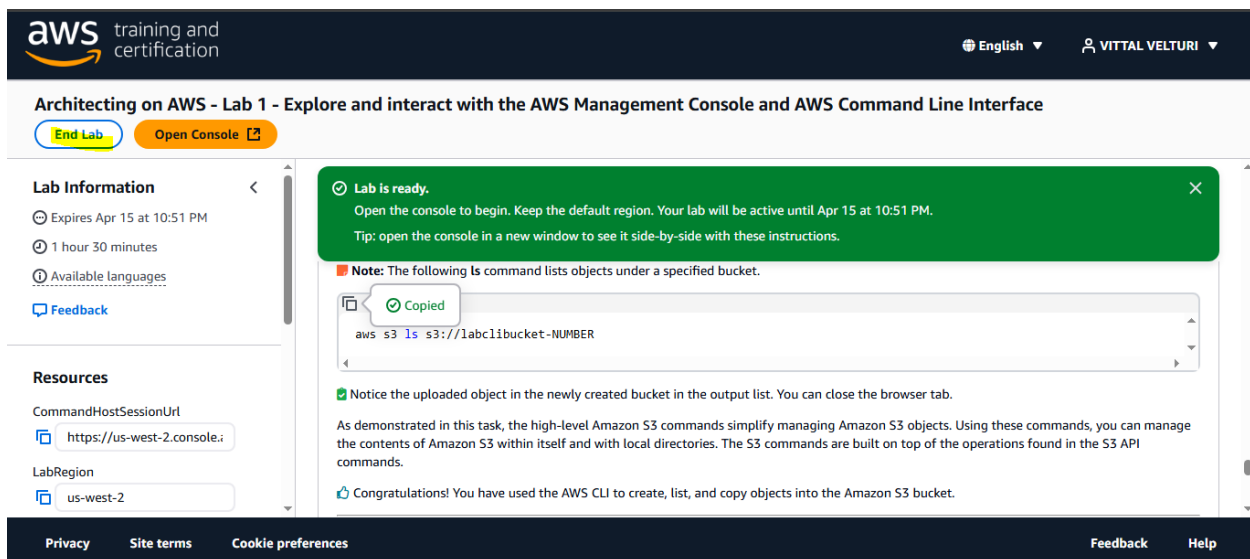 aws training and
certification
English ▼ VITTAL VELTURI ▼
Architecting on AWS - Lab 1 - Explore and interact with the AWS Management Console and AWS Command Line Interface
End Lab Open Console
Lab Information
Expires Apr 15 at 10:51 PM
1 hour 30 minutes
Available languages
Feedback
Resources
CommandHostSessionUrl
https://us-west-2.console.a
LabRegion
us-west-2
Lab is ready.
Open the console to begin. Keep the default region. Your lab will be active until Apr 15 at 10:51 PM.
Tip: open the console in a new window to see it side-by-side with these instructions.
Note: The following ls command lists objects under a specified bucket.
Copied
aws s3 ls s3://labclibucket-NUMBER
Notice the uploaded object in the newly created bucket in the output list. You can close the browser tab.
As demonstrated in this task, the high-level Amazon S3 commands simplify managing Amazon S3 objects. Using these commands, you can manage
the contents of Amazon S3 within itself and with local directories. The S3 commands are built on top of the operations found in the S3 API
commands.
Congratulations! You have used the AWS CLI to create, list, and copy objects into the Amazon S3 bucket.
Privacy Site terms Cookie preferences Feedback Help